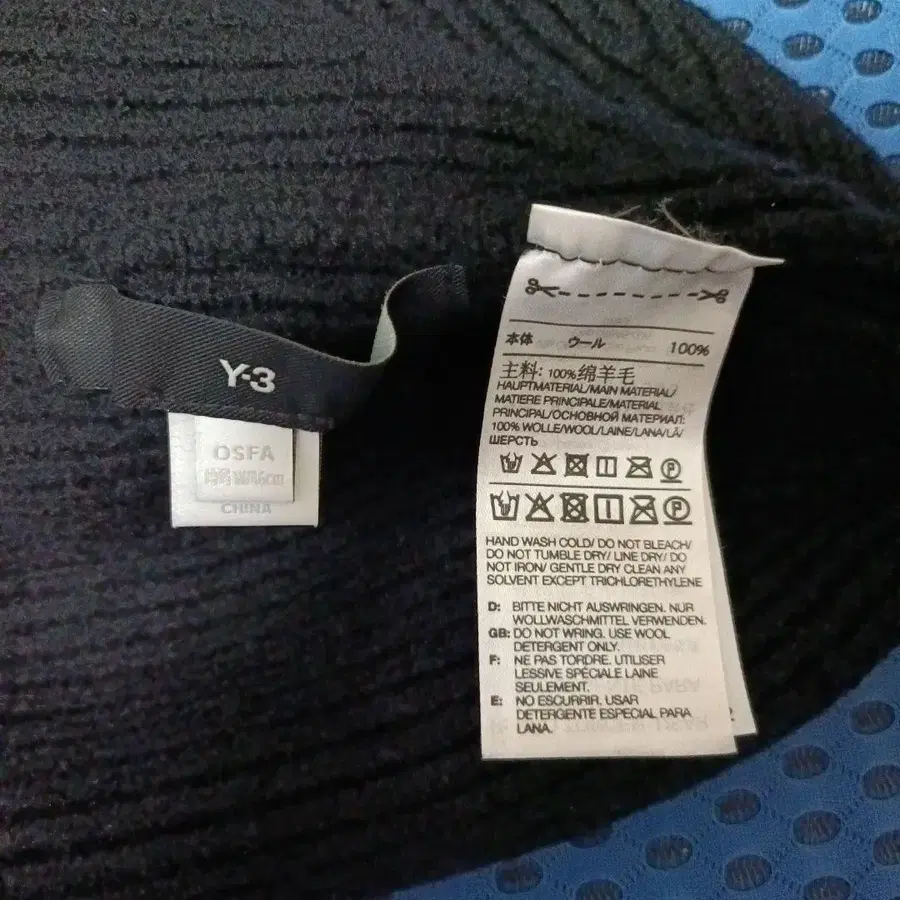 Y-3
OSFA
CHINA
本体 ウール 100%
主料: 100%绵羊毛
HAUPTMATERIAL/MAIN MATERIAL/
MATIERE PRINCIPALE/MATERIAL
PRINCIPAL/ОСНОВНОЙ МАТЕРИАЛ:
100% WOLLE/WOOL/LAINE/LANA/LÃ/
ШЕРСТЬ
HAND WASH COLD/ DO NOT BLEACH/
DO NOT TUMBLE DRY/ LINE DRY/ DO
NOT IRON/ GENTLE DRY CLEAN ANY
SOLVENT EXCEPT TRICHLORETHYLENE
D: BITTE NICHT AUSWRINGEN. NUR
WOLLWASCHMITTEL VERWENDEN.
GB: DO NOT WRING. USE WOOL
DETERGENT ONLY.
F: NE PAS TORDRE. UTILISER
LESSIVE SPECIALE LAINE
SEULEMENT.
E: NO ESCURRIR. USAR
DETERGENTE ESPECIAL PARA
LANA.